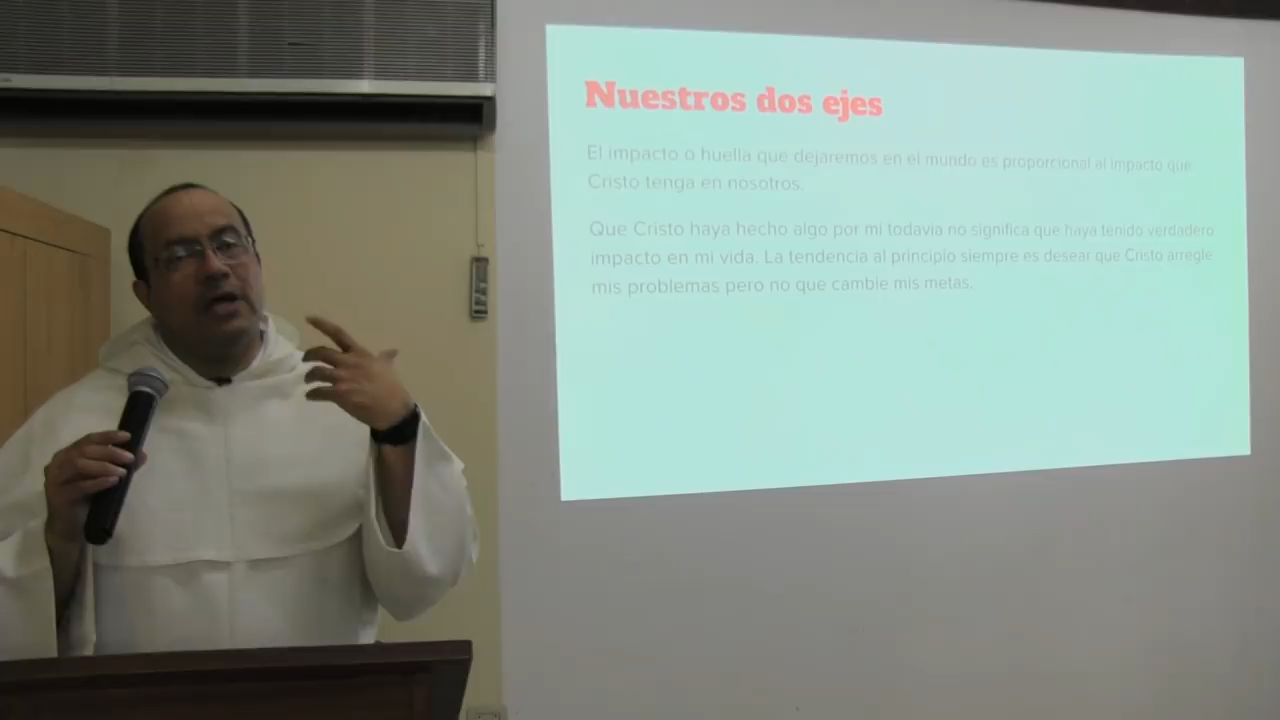 Nuestros dos ejes
El impacto o huella que dejaremos en el mundo es proporcional al impacto que
Cristo tenga en nosotros.
Que Cristo haya hecho algo por mí todavía no significa que haya tenido verdadero
impacto en mi vida. La tendencia al principio siempre es desear que Cristo arregle
mis problemas pero no que cambie mis metas.